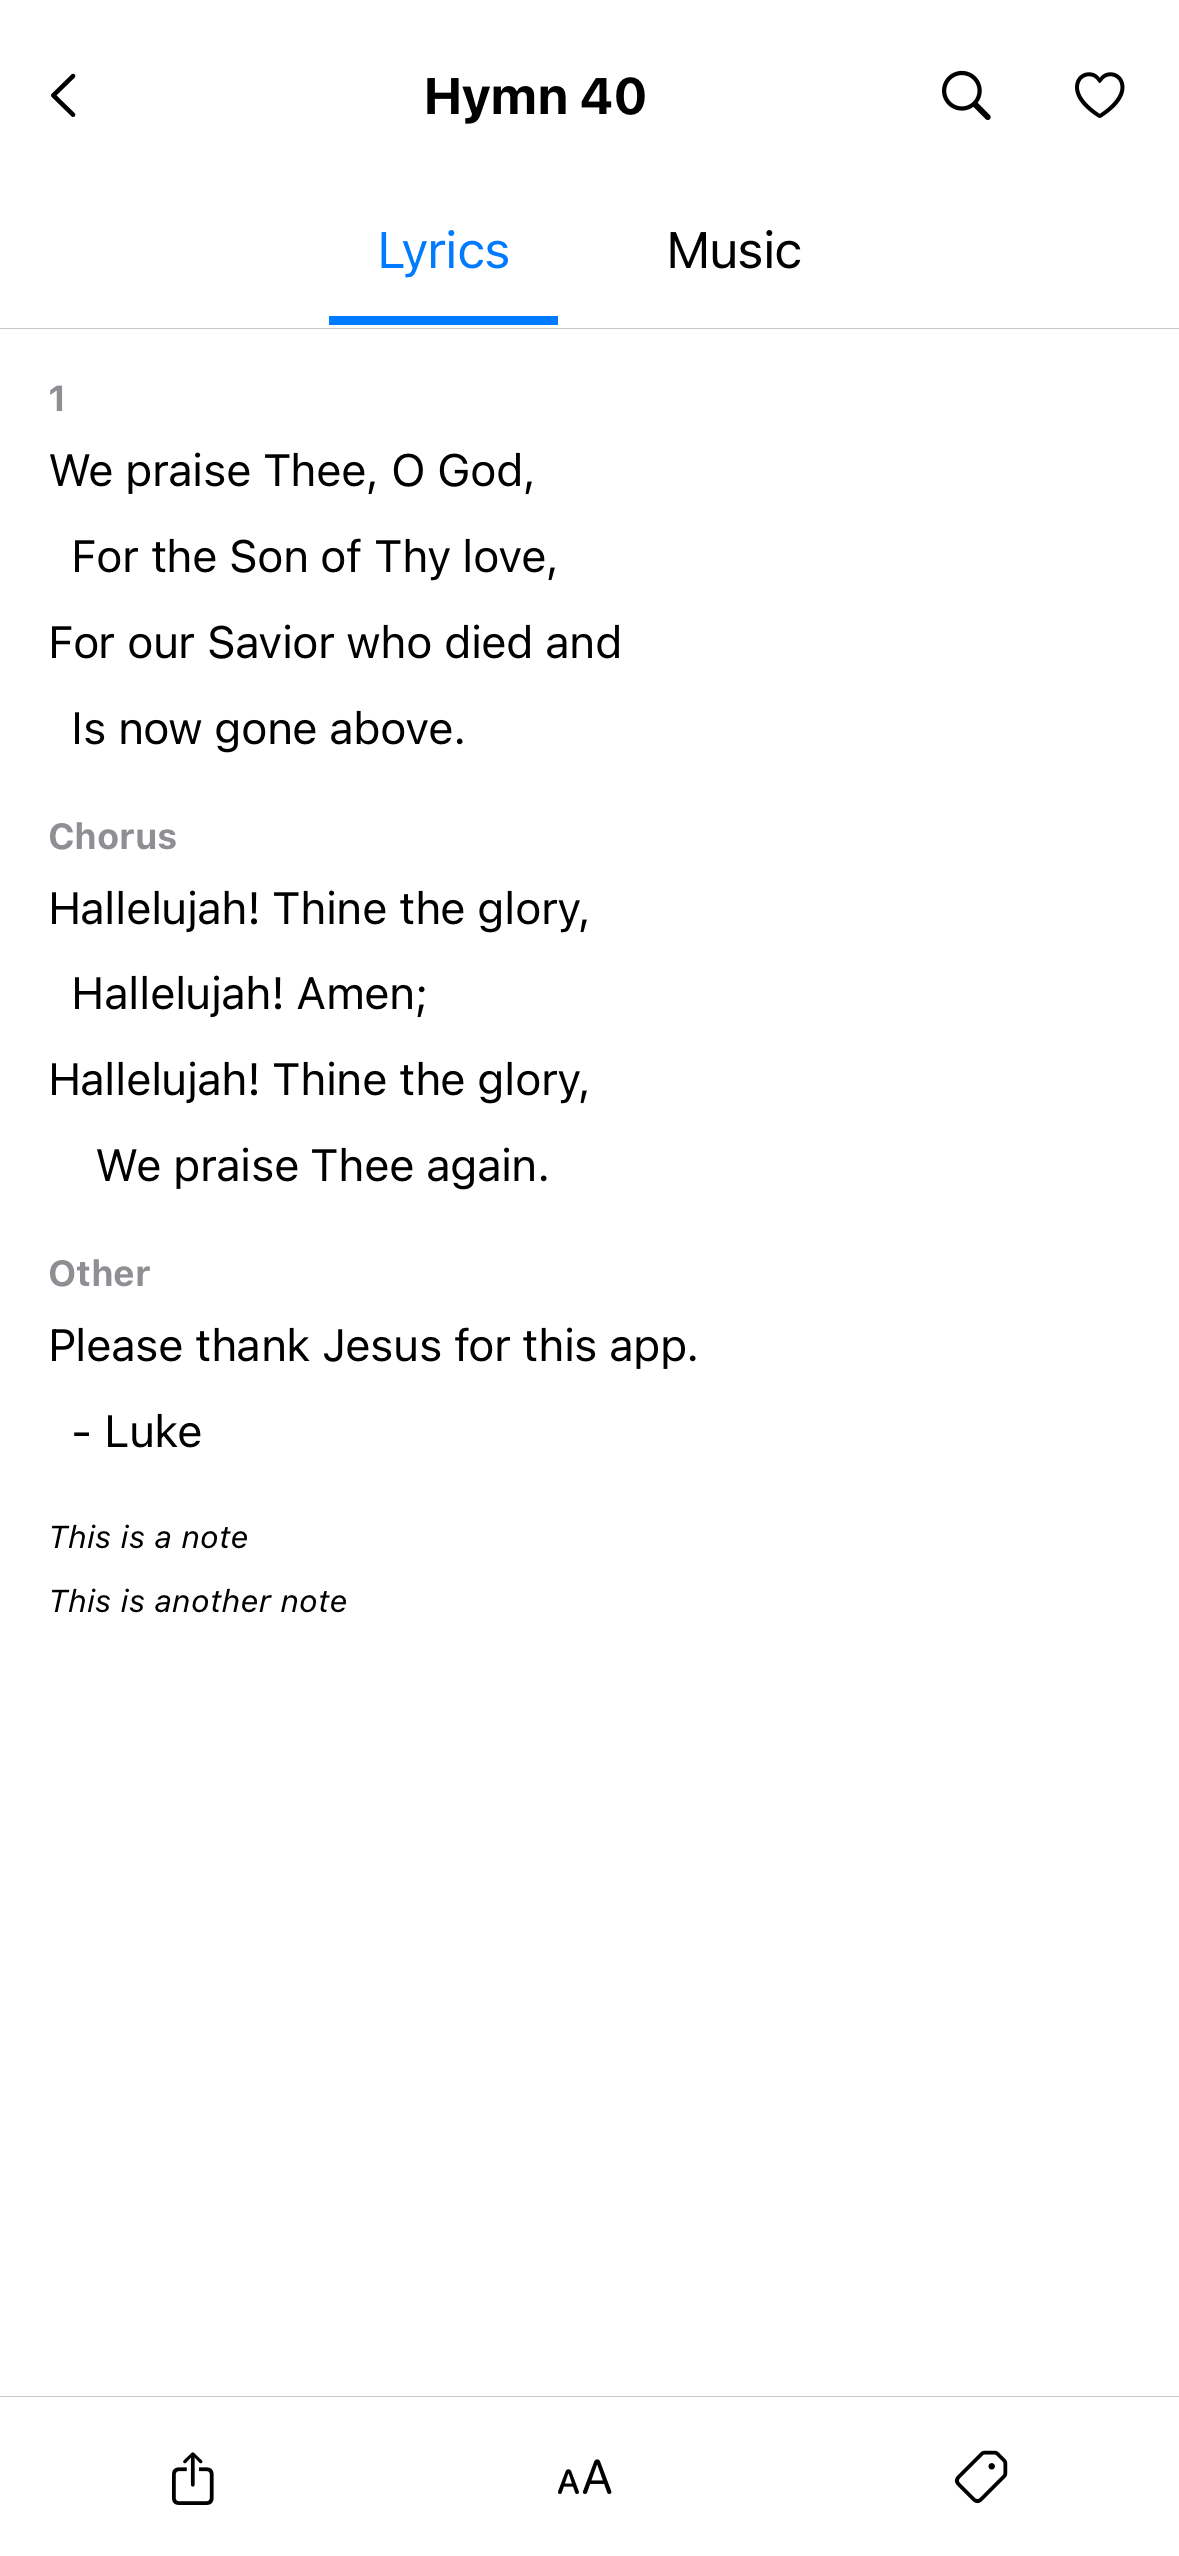 Hymn 40
Lyrics Music
1
We praise Thee, O God,
For the Son of Thy love,
For our Savior who died and
Is now gone above.
Chorus
Hallelujah! Thine the glory,
Hallelujah! Amen;
Hallelujah! Thine the glory,
We praise Thee again.
Other
Please thank Jesus for this app.
- Luke
This is a note
This is another note
AA